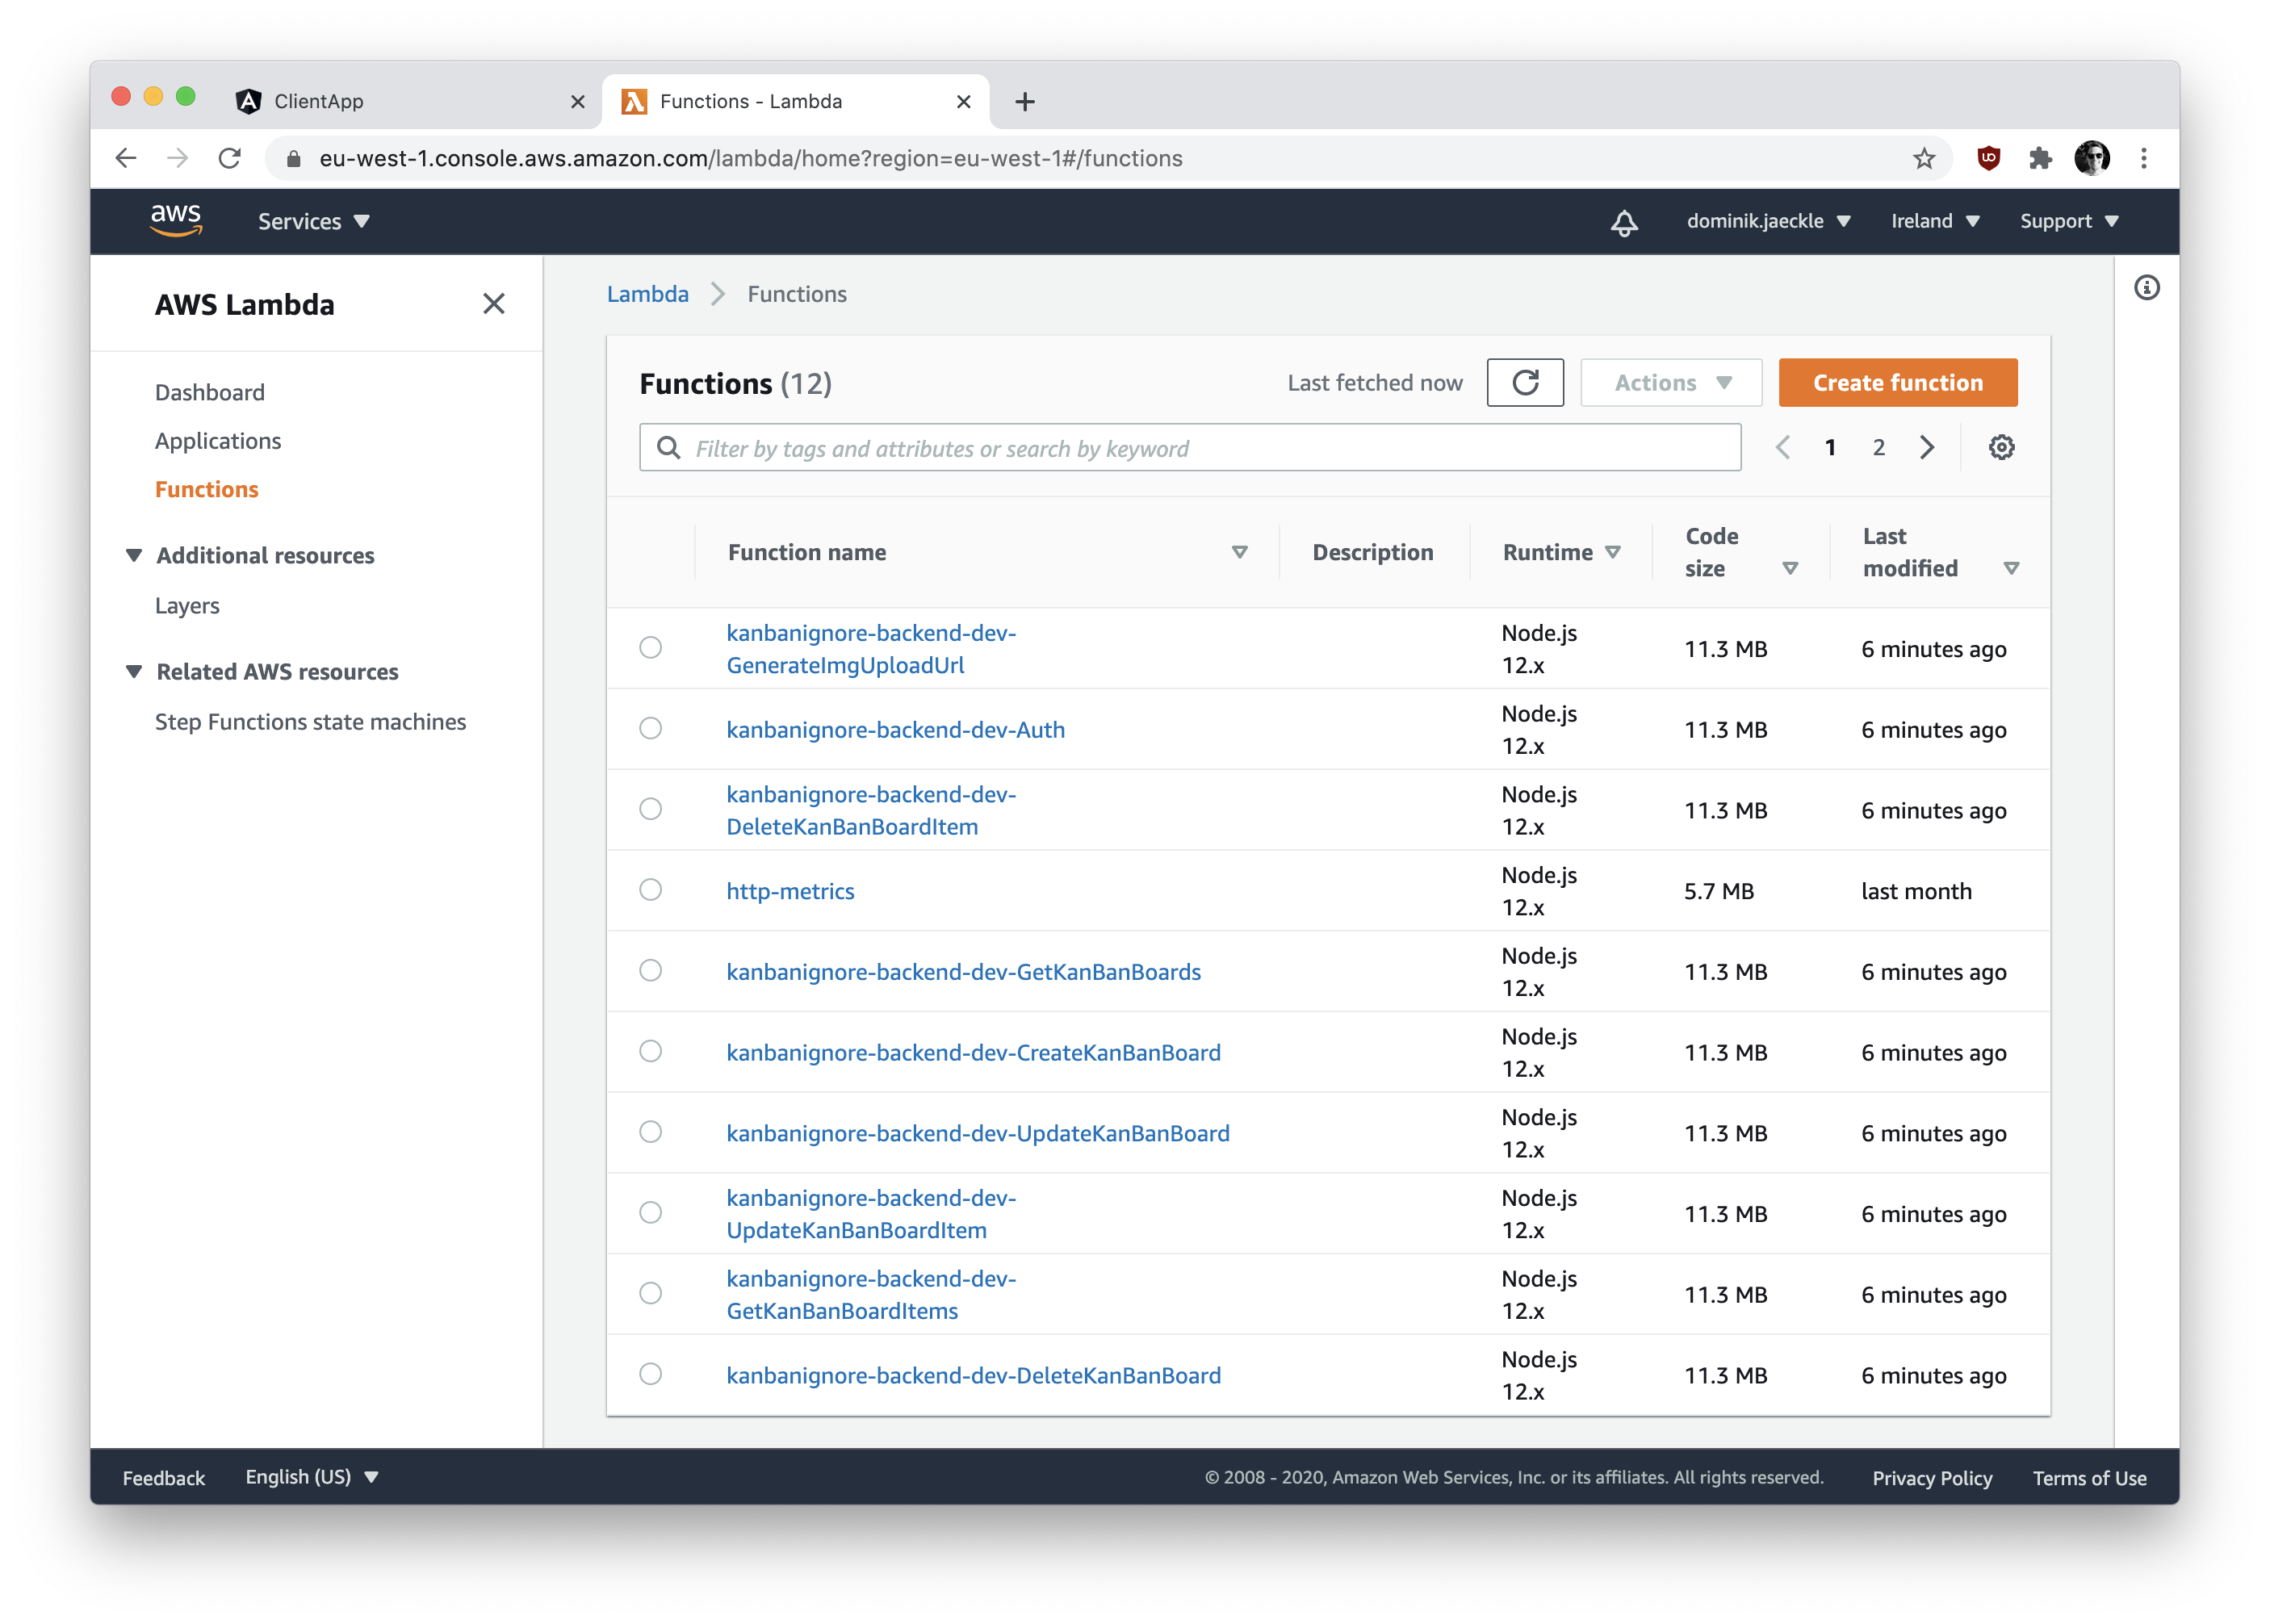 ClientApp
Functions - Lambda
eu-west-1.console.aws.amazon.com/lambda/home?region=eu-west-1#/functions
aws
Services
dominik.jaeckle
Ireland
Support
AWS Lambda
Dashboard
Applications
Functions
Additional resources
Layers
Related AWS resources
Step Functions state machines
Lambda
Functions
Functions (12)
Last fetched now
Actions
Create function
Filter by tags and attributes or search by keyword
1
2
Function name
Description
Runtime
Code
size
Last
modified
kanbanignore-backend-dev-
GenerateImgUploadUrl
Node.js
12.x
11.3 MB
6 minutes ago
kanbanignore-backend-dev-Auth
Node.js
12.x
11.3 MB
6 minutes ago
kanbanignore-backend-dev-
DeleteKanBanBoardItem
Node.js
12.x
11.3 MB
6 minutes ago
http-metrics
Node.js
12.x
5.7 MB
last month
kanbanignore-backend-dev-GetKanBanBoards
Node.js
12.x
11.3 MB
6 minutes ago
kanbanignore-backend-dev-CreateKanBanBoard
Node.js
12.x
11.3 MB
6 minutes ago
kanbanignore-backend-dev-UpdateKanBanBoard
Node.js
12.x
11.3 MB
6 minutes ago
kanbanignore-backend-dev-
UpdateKanBanBoardItem
Node.js
12.x
11.3 MB
6 minutes ago
kanbanignore-backend-dev-
GetKanBanBoardItems
Node.js
12.x
11.3 MB
6 minutes ago
kanbanignore-backend-dev-DeleteKanBanBoard
Node.js
12.x
11.3 MB
6 minutes ago
Feedback
English (US)
© 2008 - 2020, Amazon Web Services, Inc. or its affiliates. All rights reserved.
Privacy Policy
Terms of Use